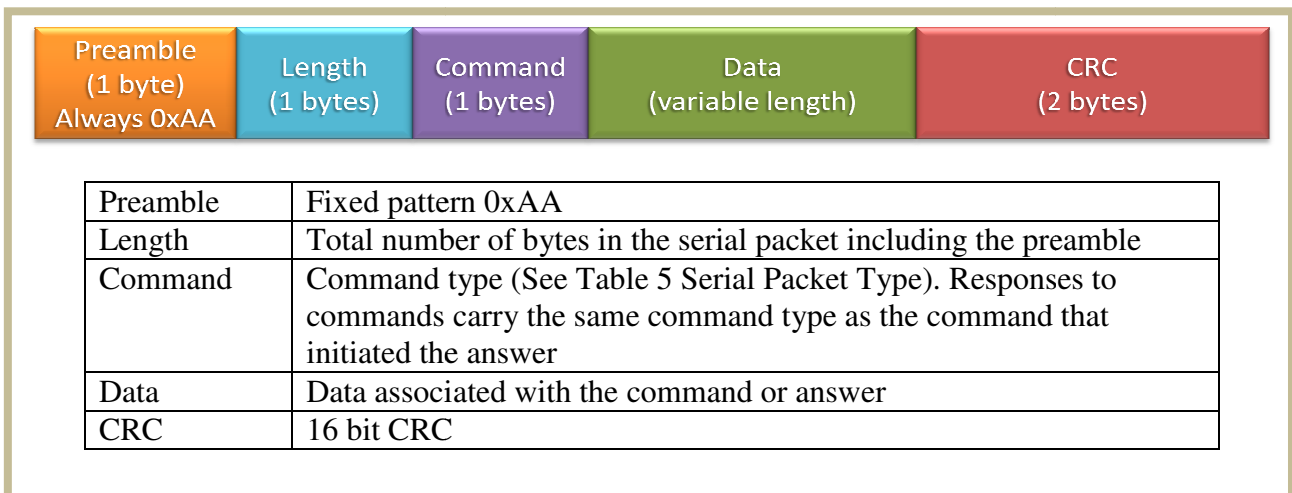 Preamble
(1 byte)
Always 0xAA
Length
(1 bytes)
Command
(1 bytes)
Data
(variable length)
CRC
(2 bytes)
Preamble Fixed pattern 0xAA
Length Total number of bytes in the serial packet including the preamble
Command Command type (See Table 5 Serial Packet Type). Responses to
commands carry the same command type as the command that
initiated the answer
Data Data associated with the command or answer
CRC 16 bit CRC